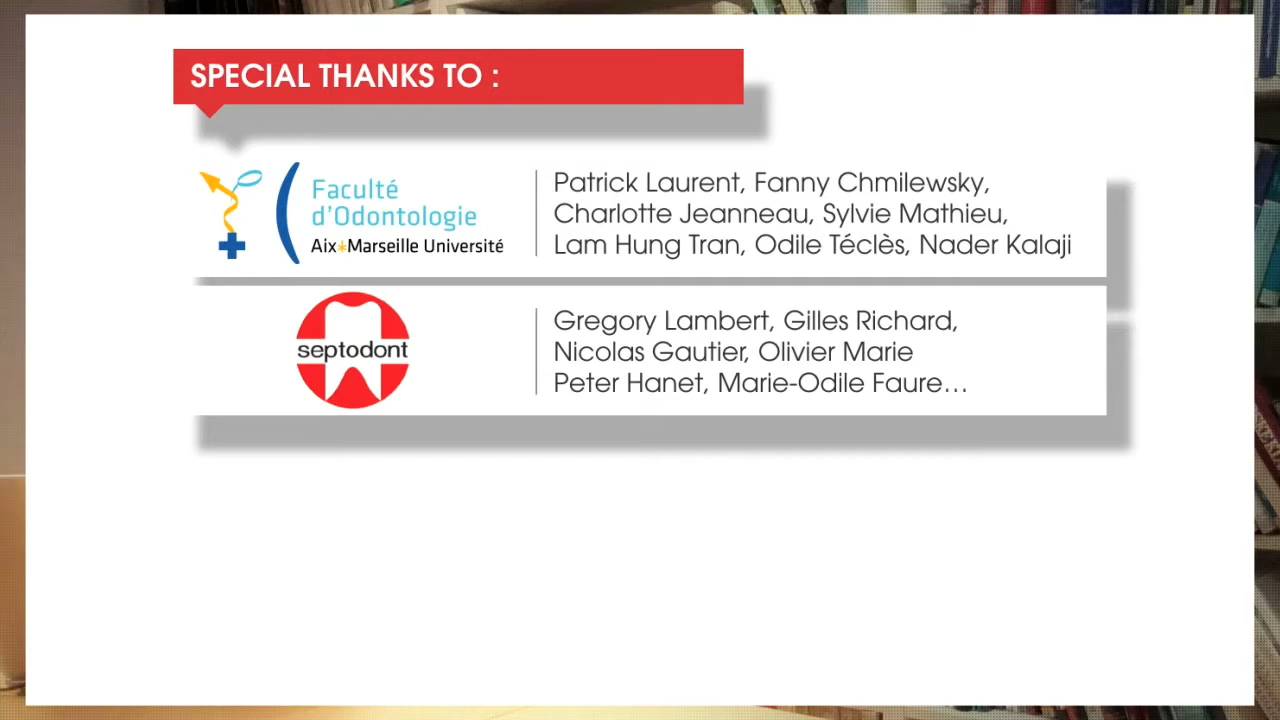 SPECIAL THANKS TO :
Faculté
d'Odontologie
Aix*Marseille Université
Patrick Laurent, Fanny Chmilewsky,
Charlotte Jeanneau, Sylvie Mathieu,
Lam Hung Tran, Odile Téclès, Nader Kalaji
septodont
Gregory Lambert, Gilles Richard,
Nicolas Gautier, Olivier Marie
Peter Hanet, Marie-Odile Faure...